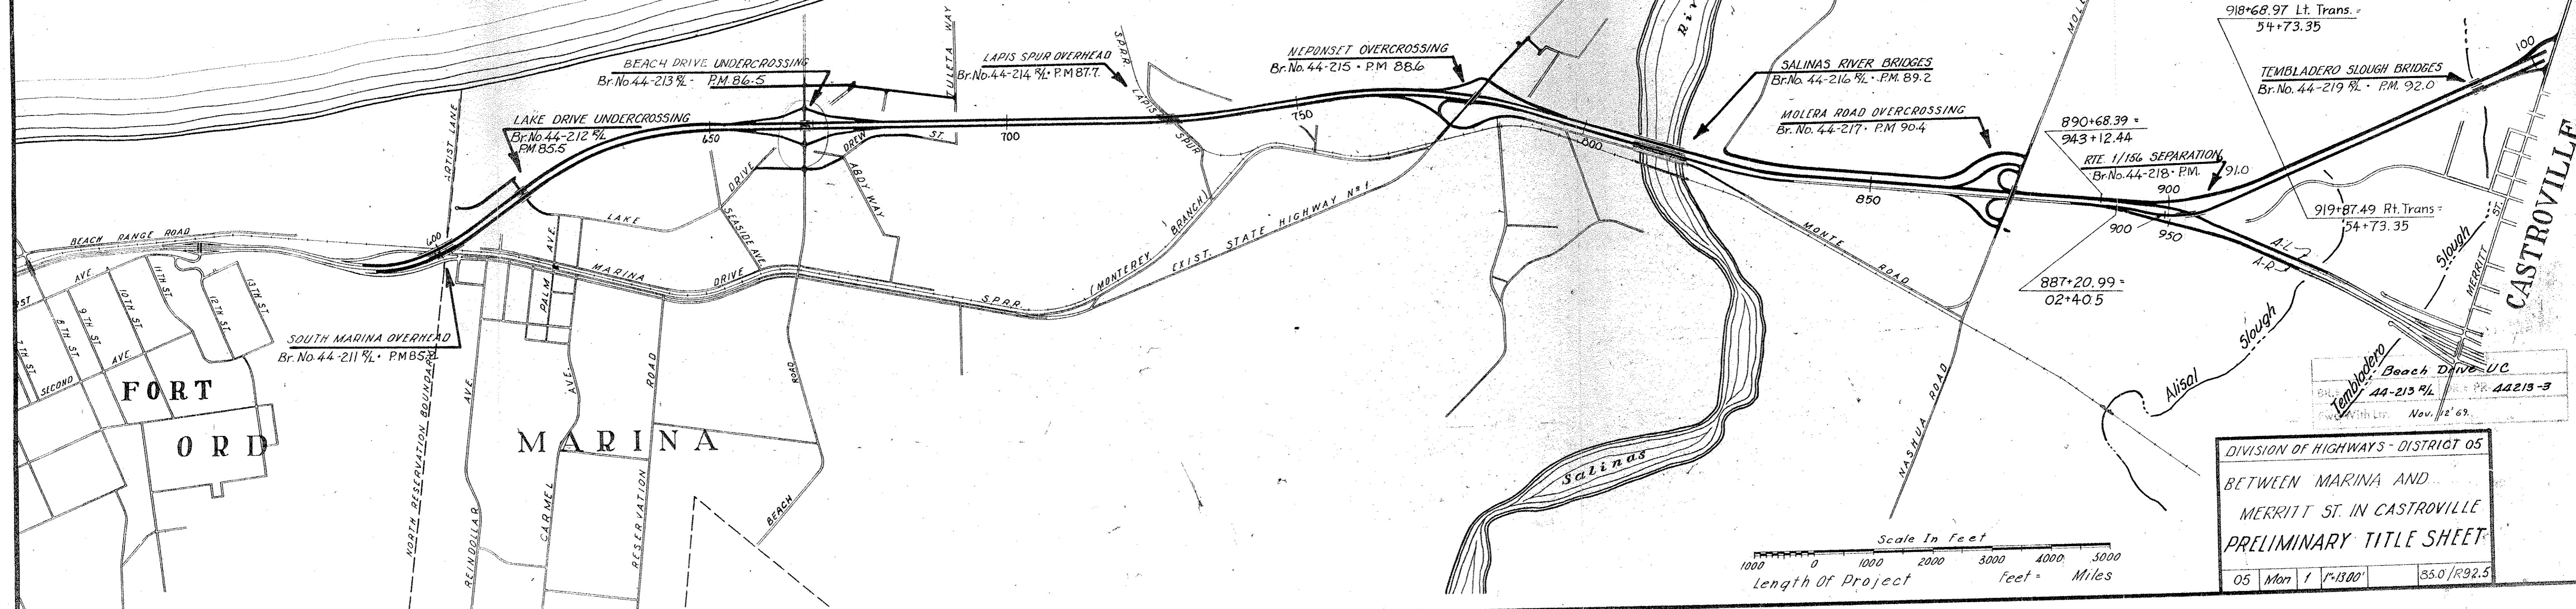 918+68.97 Lt. Trans. =
54+73.35
100
TULETA WAY
S.P.R.R.
Riv
MOLE
BEACH DRIVE UNDERCROSSING
Br. No. 44-213 R/L · P.M. 86.5
LAPIS SPUR OVERHEAD
Br. No. 44-214 R/L · P.M 87.7
NEPONSET OVERCROSSING
Br. No. 44-215 · P.M 88.6
SALINAS RIVER BRIDGES
Br. No. 44-216 R/L · P.M. 89.2
TEMBLADERO SLOUGH BRIDGES
Br. No. 44-219 R/L · P.M. 92.0
LAKE DRIVE UNDERCROSSING
Br. No. 44-212 R/L
P.M 85.5
MOLERA ROAD OVERCROSSING
Br. No. 44-217 · P.M 90.4
890+68.39 =
943+12.44
RTE. 1/156 SEPARATION
Br. No. 44-218 · P.M. 91.0
ARTIST LANE
650
DREW ST.
700
LAPIS SPUR
750
800
850
900
919+87.49 Rt. Trans =
54+73.35
900
950
A-L
A-R
887+20.99 =
02+40.5
BEACH RANGE ROAD
600
LAKE
DRIVE
SEASIDE AVE.
ABDY WAY
MARINA DRIVE
S.P.R.R.
(MONTEREY BRANCH)
EXIST. STATE HIGHWAY Nº 1
MONTE ROAD
NASHUA ROAD
MERRITT ST.
CASTROVILLE
Slough
Alisal Slough
Tembladero
AVE.
7TH ST
8TH ST.
9TH ST.
10TH ST.
11TH ST.
12TH ST.
13TH ST.
SECOND AVE.
PALM AVE.
SOUTH MARINA OVERHEAD
Br. No. 44-211 R/L · P.M 85.2
FORT
ORD
MARINA
NORTH RESERVATION BOUNDARY
REINDOLLAR AVE.
CARMEL AVE.
RESERVATION ROAD
BEACH ROAD
Salinas
Beach Drive UC
44-213 R/L 44213-3
Nov. 12 '69.
Scale In Feet
1000 0 1000 2000 3000 4000 5000
Length Of Project Feet = Miles
DIVISION OF HIGHWAYS - DISTRICT 05
BETWEEN MARINA AND
MERRITT ST. IN CASTROVILLE
PRELIMINARY TITLE SHEET
05 Mon 1 1"=1300' 85.0/R92.5